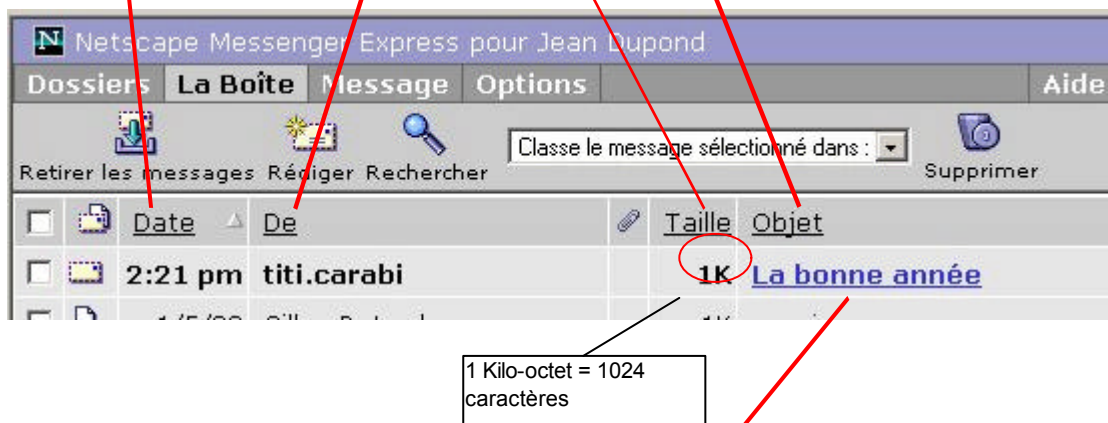 N Netscape Messenger Express pour Jean Dupond
Dossiers La Boîte Message Options Aide
Classe le message sélectionné dans :
Retirer les messages Rédiger Rechercher Supprimer
Date De Taille Objet
2:21 pm titi.carabi 1K La bonne année
1 Kilo-octet = 1024
caractères